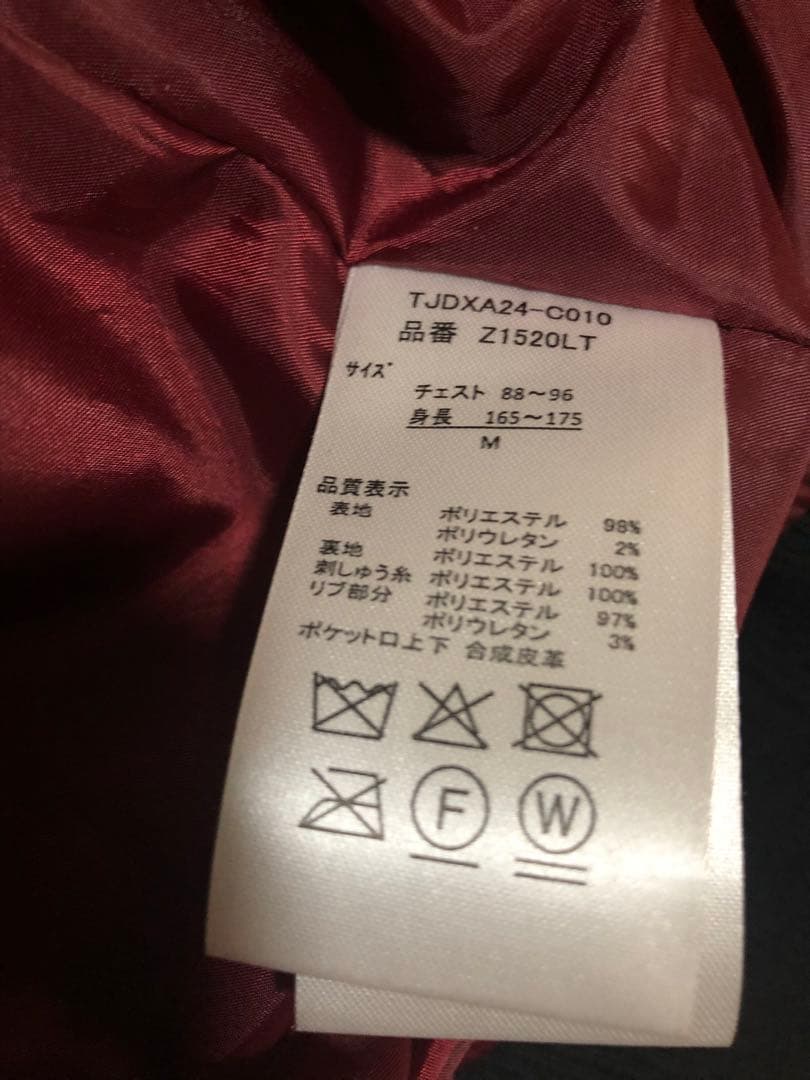 TJDXA24-C010
品番 Z1520LT
サイズ
チェスト 88～96
身長 165～175
M
品質表示
表地 ポリエステル 98%
ポリウレタン 2%
裏地 ポリエステル 100%
刺しゅう糸 ポリエステル 100%
リブ部分 ポリエステル 97%
ポリウレタン 3%
ポケット口上下 合成皮革
F W